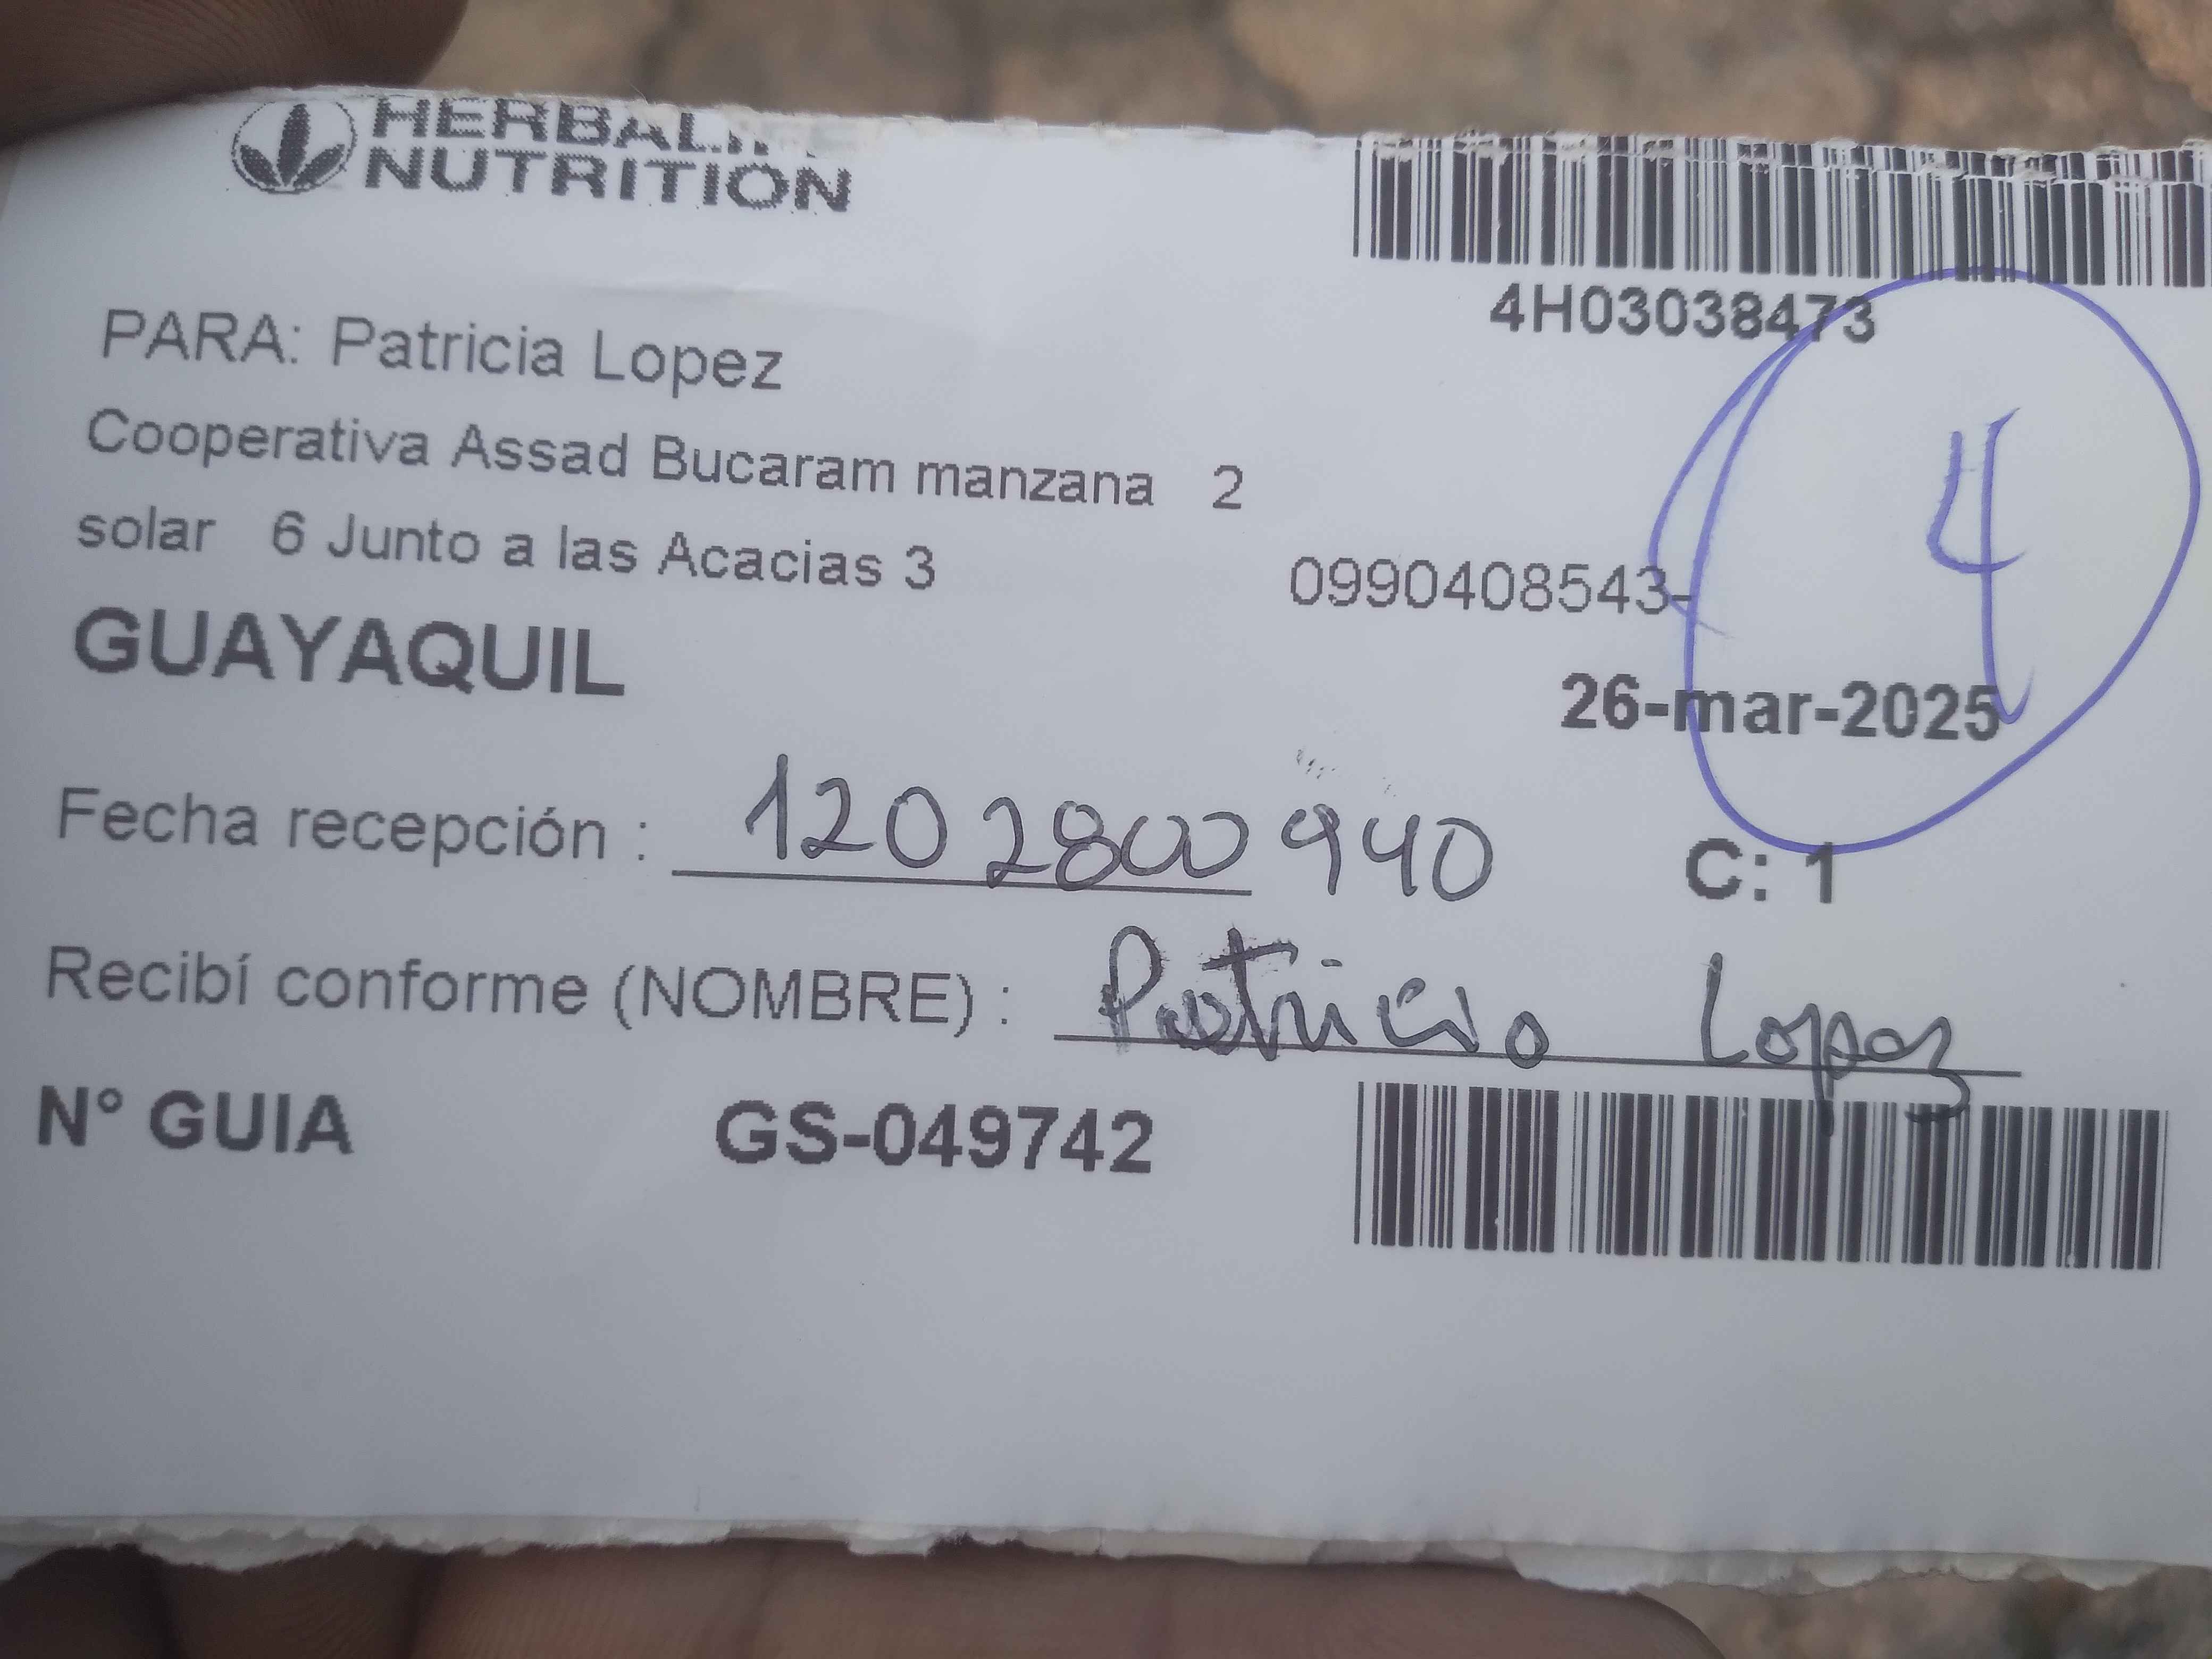 HERBALIFE
NUTRITION
4H03038473
PARA: Patricia Lopez
Cooperativa Assad Bucaram manzana 2
solar 6 Junto a las Acacias 3
0990408543-
4
GUAYAQUIL
26-mar-2025
Fecha recepción : 1202800940
C: 1
Recibí conforme (NOMBRE) : Patricia Lopez
N° GUIA GS-049742